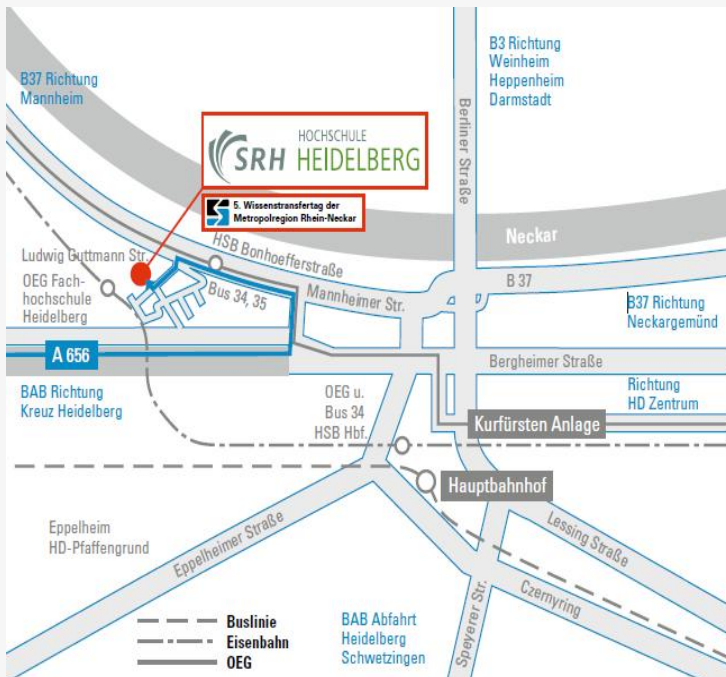 B37 Richtung
Mannheim
B3 Richtung
Weinheim
Heppenheim
Darmstadt
Berliner Straße
HOCHSCHULE
SRH HEIDELBERG
5. Wissenstransfertag der
Metropolregion Rhein-Neckar
Neckar
HSB Bonhoefferstraße
Ludwig Guttmann Str.
OEG Fach-
hochschule
Heidelberg
Bus 34, 35
Mannheimer Str.
B 37
B37 Richtung
Neckargemünd
A 656
Bergheimer Straße
BAB Richtung
Kreuz Heidelberg
OEG u.
Bus 34
HSB Hbf.
Richtung
HD Zentrum
Kurfürsten Anlage
Hauptbahnhof
Eppelheim
HD-Pfaffengrund
Eppelheimer Straße
Lessing Straße
Czernyring
Speyerer Str.
Buslinie
Eisenbahn
OEG
BAB Abfahrt
Heidelberg
Schwetzingen